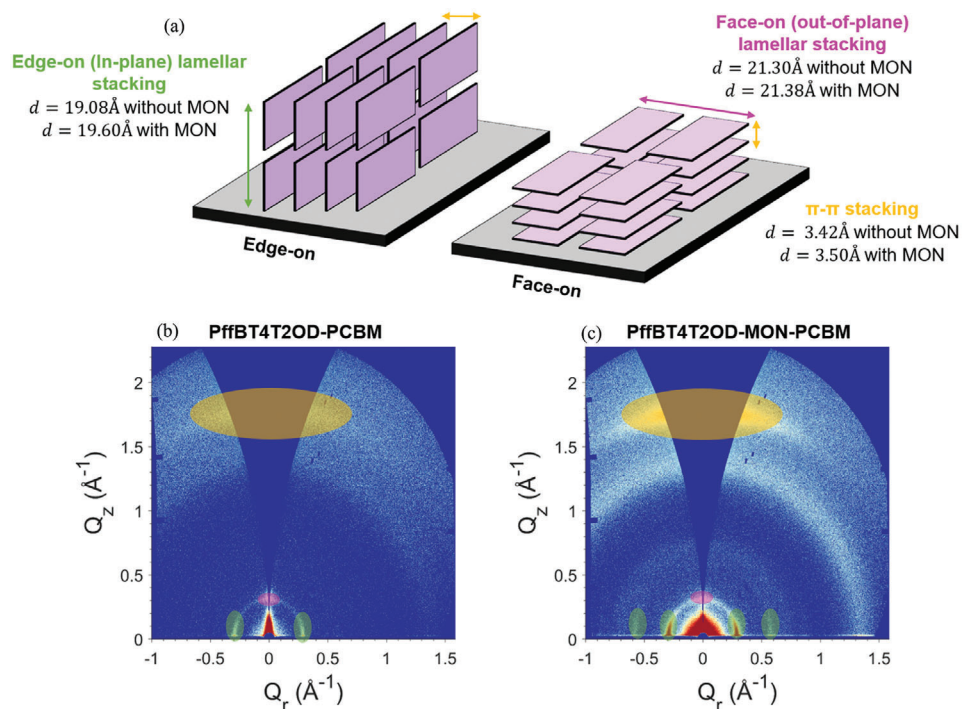 (a)
Edge-on (In-plane) lamellar
stacking
d = 19.08Å without MON
d = 19.60Å with MON
Edge-on
Face-on (out-of-plane)
lamellar stacking
d = 21.30Å without MON
d = 21.38Å with MON
π-π stacking
d = 3.42Å without MON
d = 3.50Å with MON
Face-on
(b) PffBT4T2OD-PCBM
2
1.5
1
0.5
0
Q_z (Å⁻¹)
-1 -0.5 0 0.5 1 1.5
Q_r (Å⁻¹)
(c) PffBT4T2OD-MON-PCBM
2
1.5
1
0.5
0
Q_z (Å⁻¹)
-1 -0.5 0 0.5 1 1.5
Q_r (Å⁻¹)